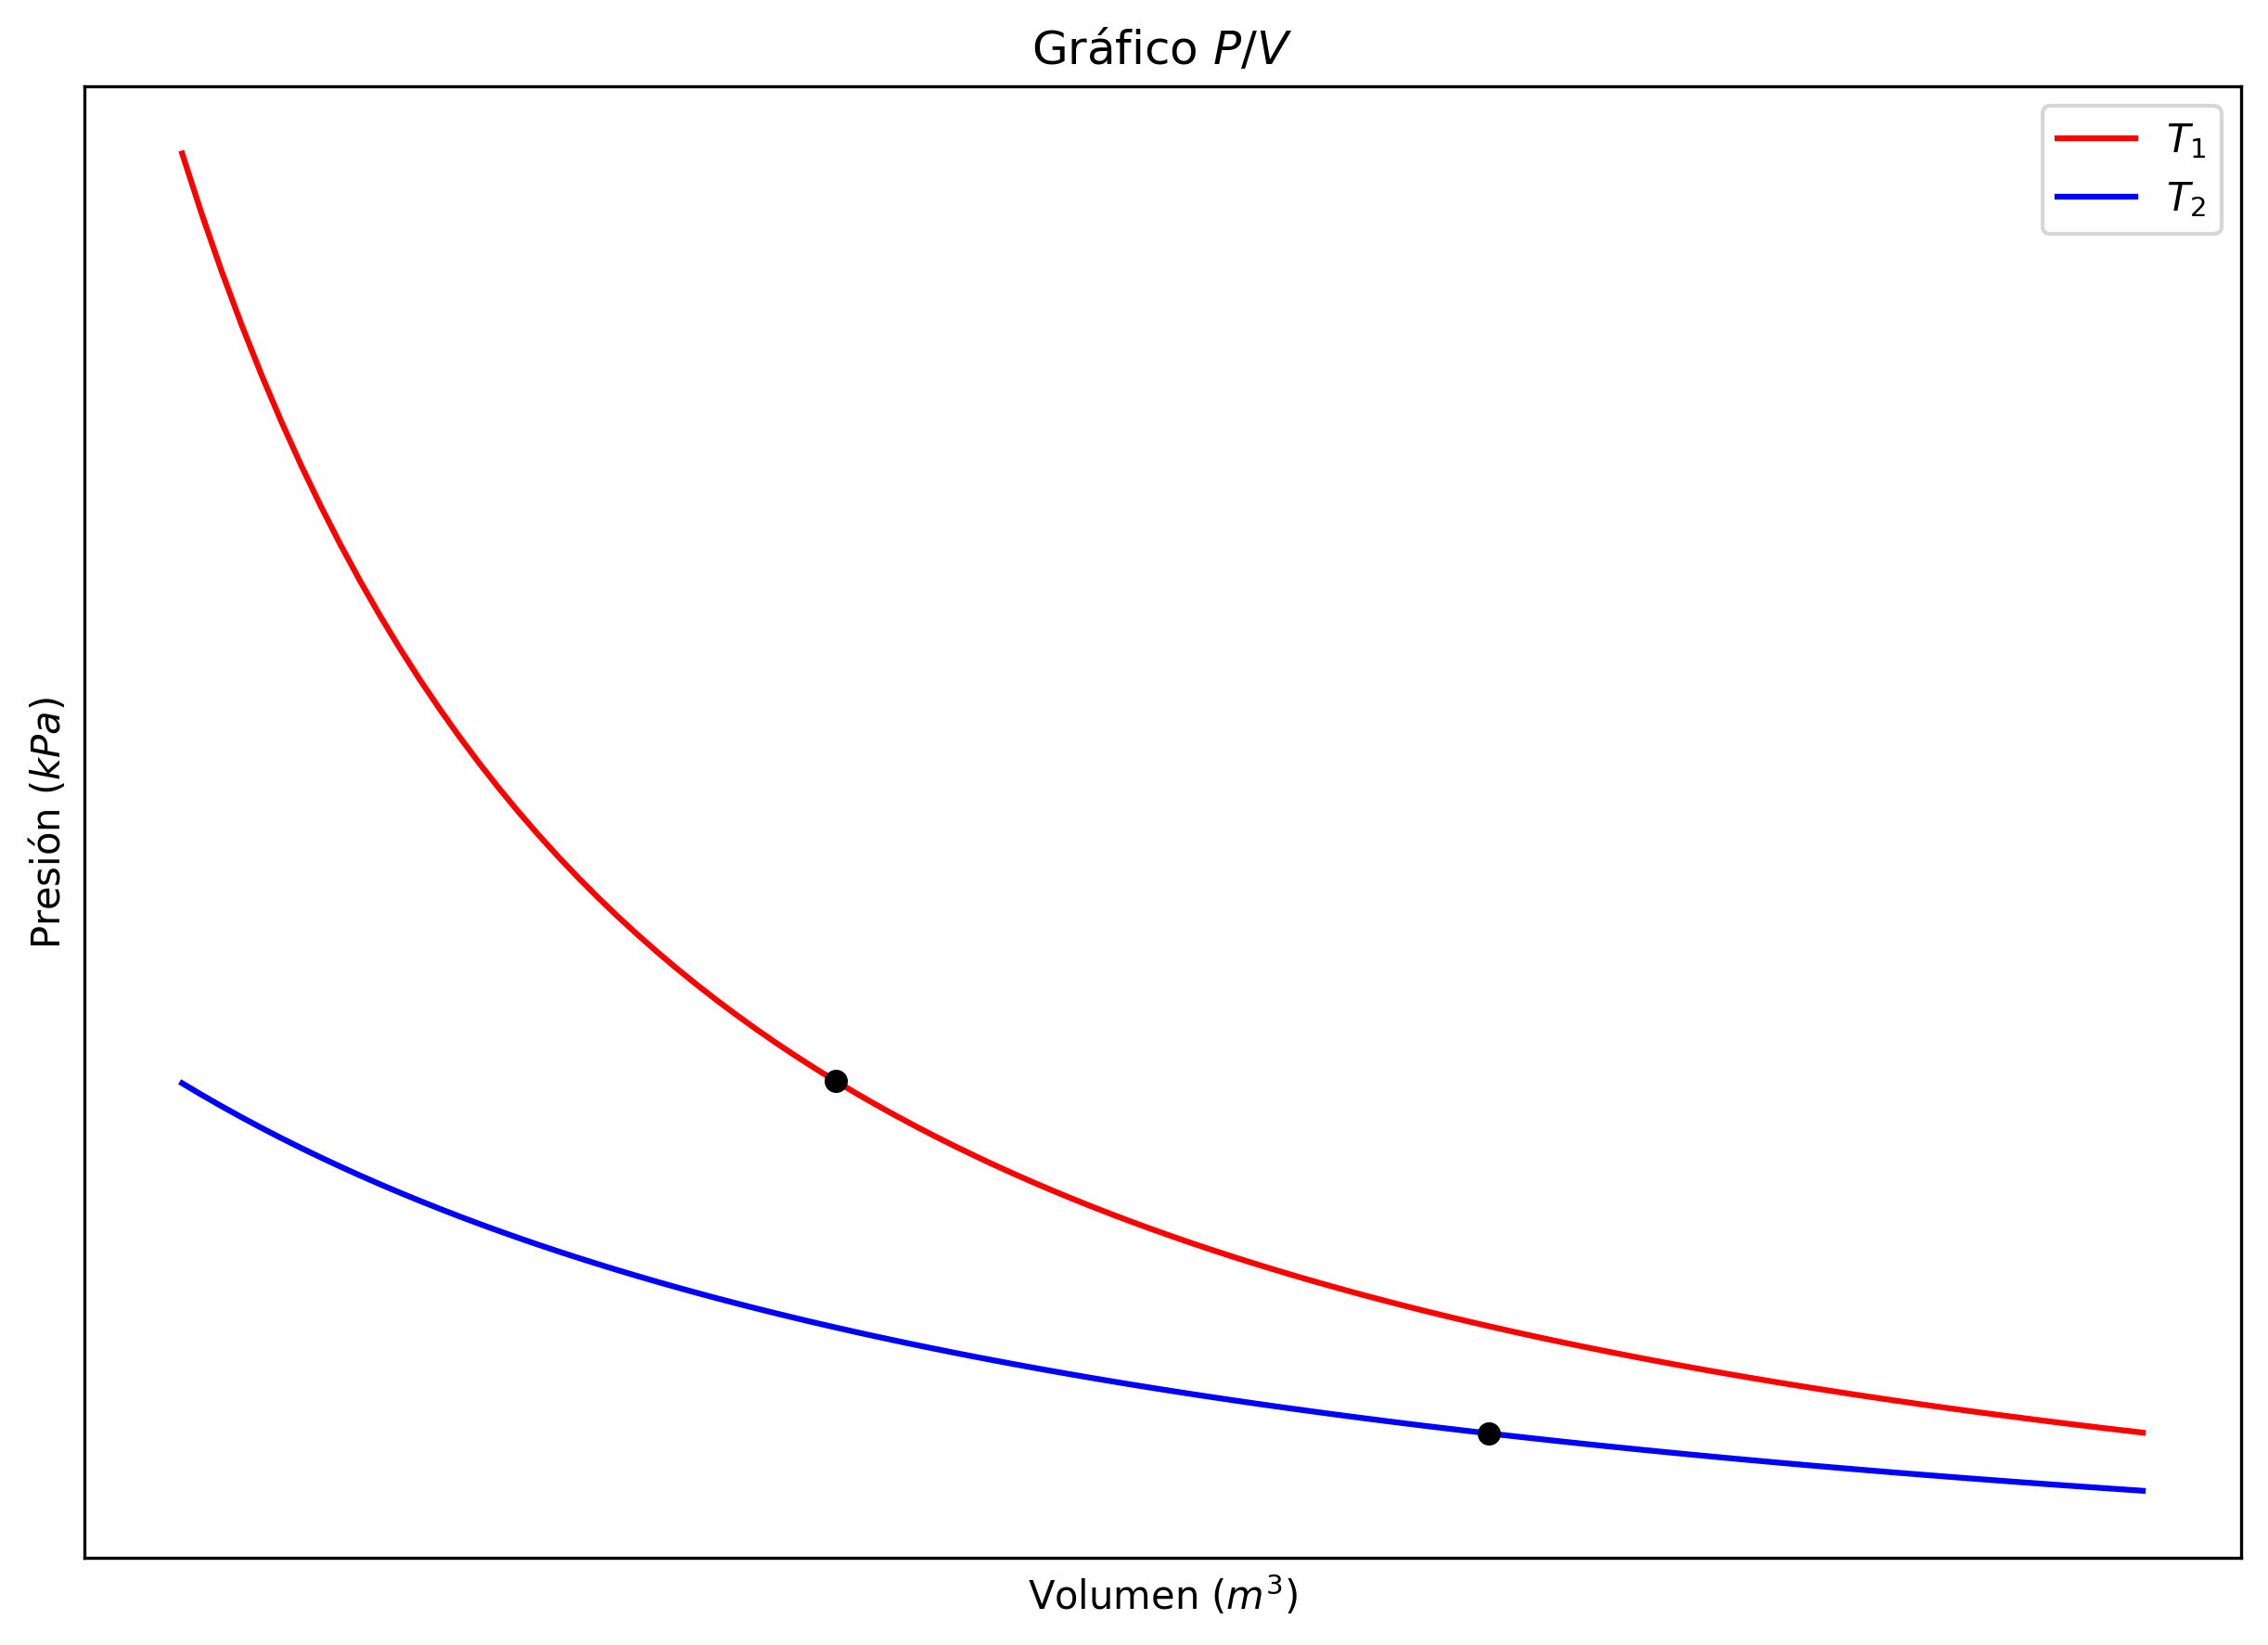 Gráfico P/V
T₁
T₂
Presión (kPa)
Volumen (m³)